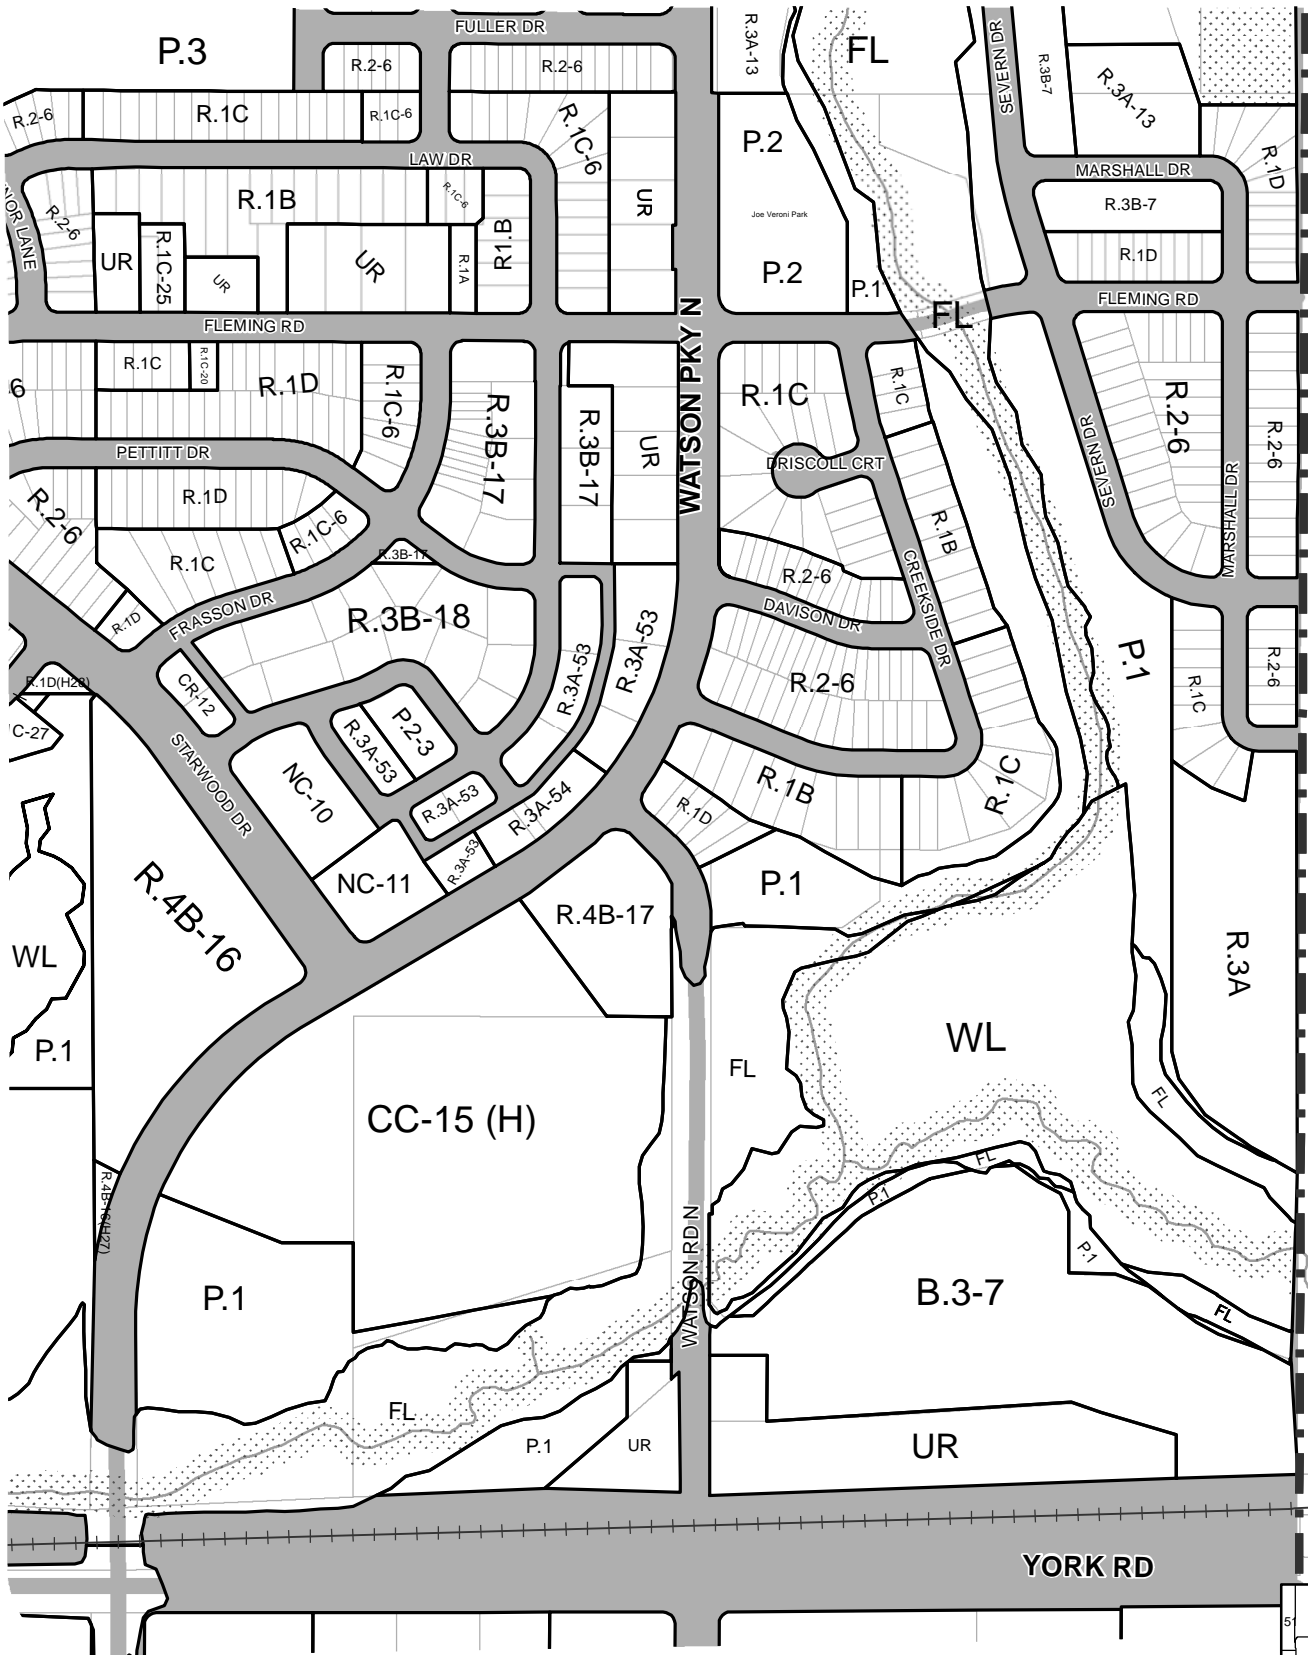 FULLER DR
P.3
R.3A-13
FL
SEVERN DR
R.3B-7
R.3A-13
R.2-6
R.2-6
R.2-6
R.1C
R.1C-6
R.1C-6
P.2
R.1D
LAW DR
MARSHALL DR
R.2-6
R.1B
R.1C-6
UR
R.3B-7
Joe Veroni Park
R1.B
R.1D
UR
R.1C-25
UR
UR
R.1A
P.2
P.1
FLEMING RD
FL
FLEMING RD
WATSON PKY N
R.1C
R.1C-20
R.1D
R.1C-6
R.3B-17
R.3B-17
UR
R.1C
R.1C
R.2-6
R.2-6
PETTITT DR
DRISCOLL CRT
SEVERN DR
MARSHALL DR
R.1D
R.2-6
R.1C-6
R.1B
R.3B-17
R.1C
R.2-6
CREEKSIDE DR
FRASSON DR
R.1D
R.3B-18
DAVISON DR
R.3A-53
R.3A-53
P.1
R.1D(H28)
CR-12
R.2-6
R.1C
R.2-6
P.2-3
R.3A-53
STARWOOD DR
NC-10
R.1B
R.1C
R.3A-53
R.3A-54
R.1D
R.3A-53
NC-11
P.1
R.4B-16
R.4B-17
WL
R.3A
P.1
WL
FL
FL
CC-15 (H)
FL
P.1
R.4B-16(H27)
P.1
WATSON RD N
P.1
B.3-7
FL
FL
P.1
UR
UR
YORK RD